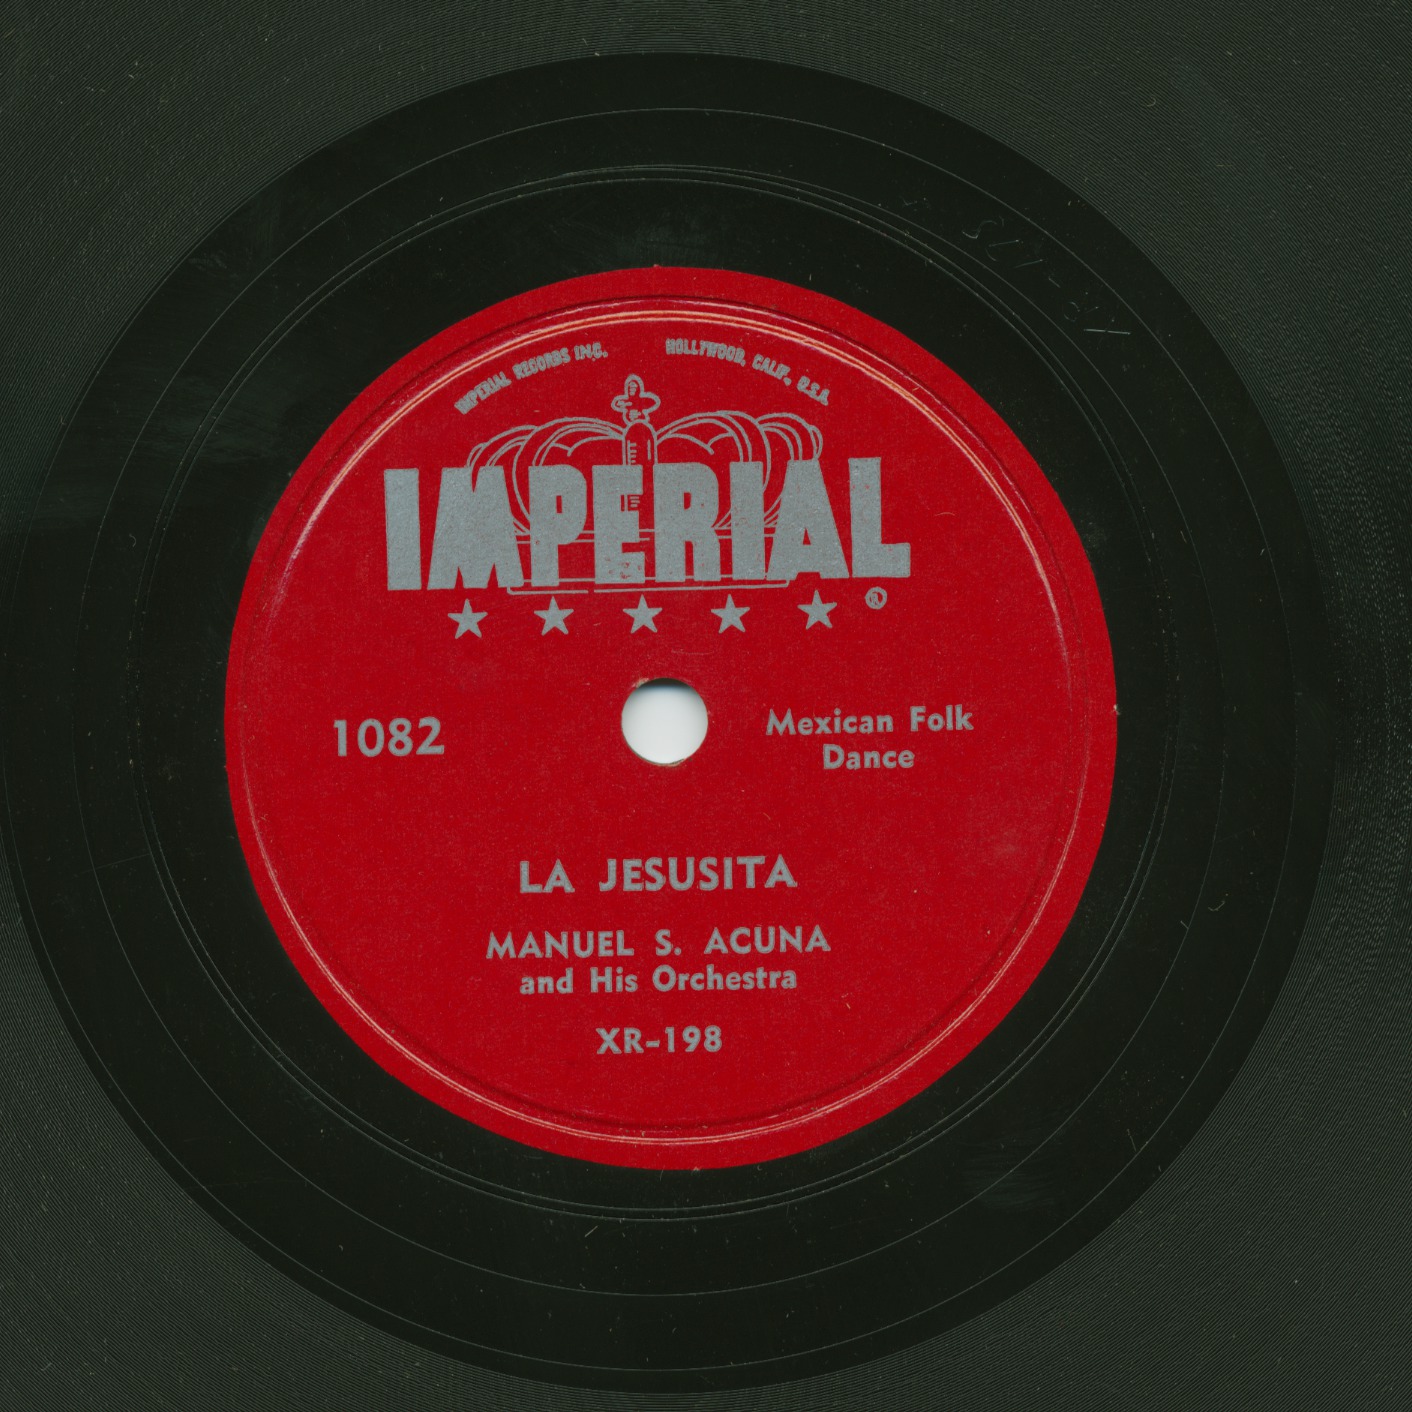 IMPERIAL RECORDS INC. HOLLYWOOD, CALIF., U.S.A.
IMPERIAL
®
1082
Mexican Folk
Dance
LA JESUSITA
MANUEL S. ACUNA
and His Orchestra
XR-198